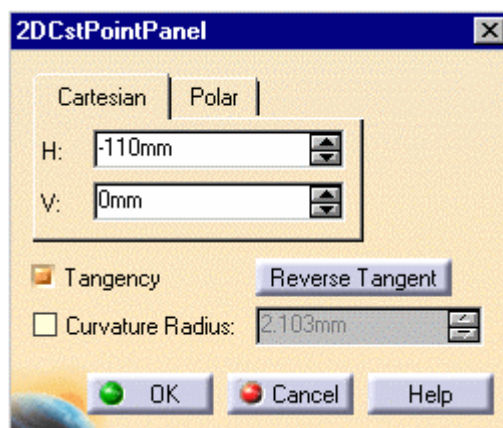 2DCstPointPanel
Cartesian Polar
H: -110mm
V: 0mm
Tangency Reverse Tangent
Curvature Radius: 2.103mm
OK Cancel Help